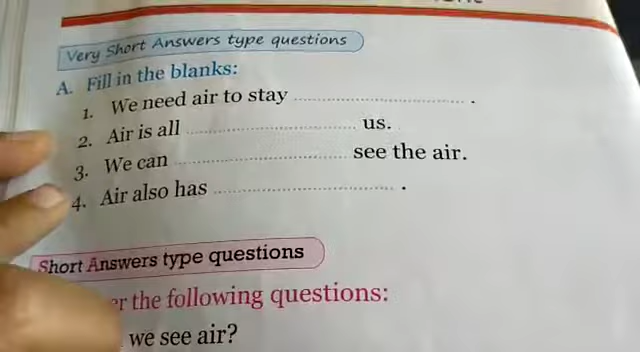 Very Short Answers type questions
A. Fill in the blanks:
1. We need air to stay .................................... .
2. Air is all .................................... us.
3. We can .................................... see the air.
4. Air also has .................................... .
Short Answers type questions
the following questions:
we see air?